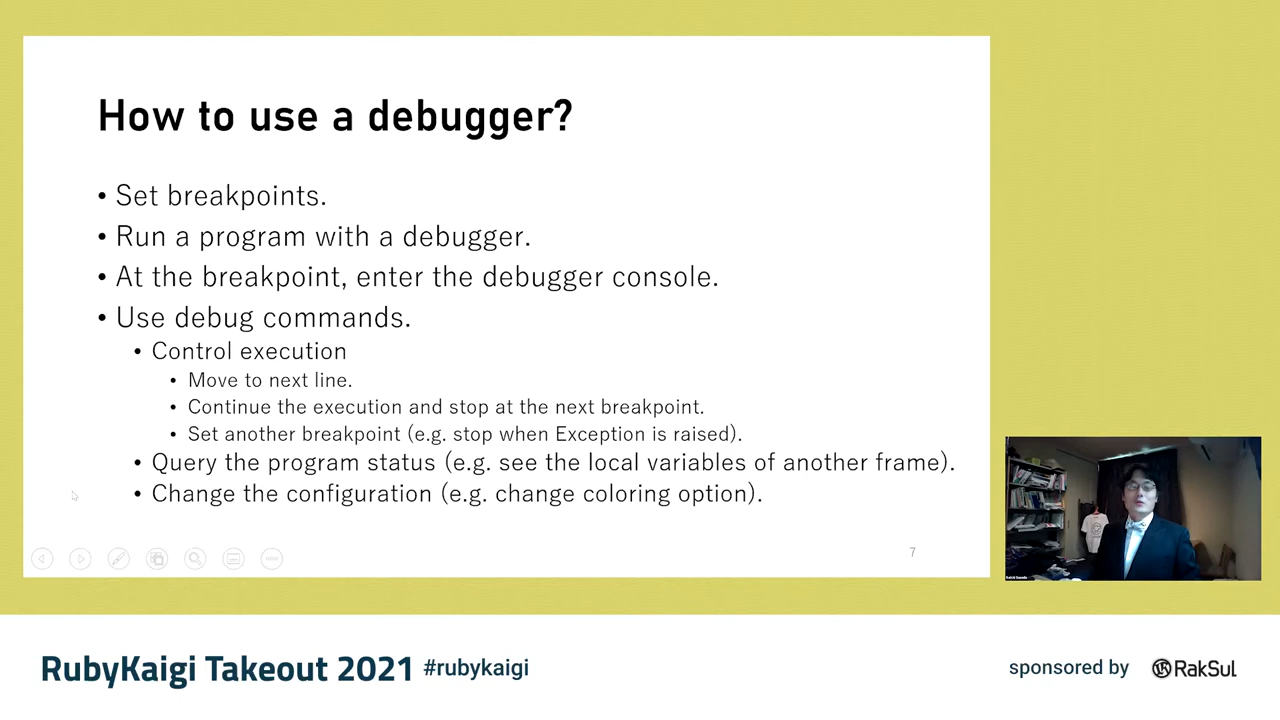 How to use a debugger?
• Set breakpoints.
• Run a program with a debugger.
• At the breakpoint, enter the debugger console.
• Use debug commands.
• Control execution
• Move to next line.
• Continue the execution and stop at the next breakpoint.
• Set another breakpoint (e.g. stop when Exception is raised).
• Query the program status (e.g. see the local variables of another frame).
• Change the configuration (e.g. change coloring option).
7
RubyKaigi Takeout 2021 #rubykaigi
sponsored by RakSul